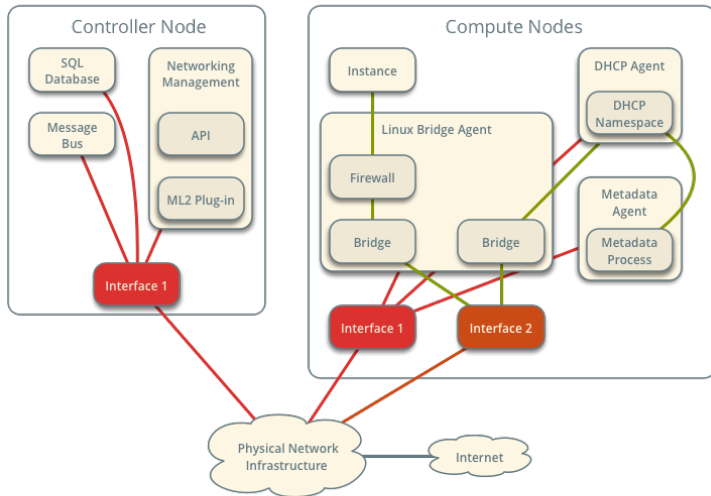 Controller Node
SQL
Database
Networking
Management
Message
Bus
API
ML2 Plug-in
Interface 1
Compute Nodes
Instance
DHCP Agent
DHCP
Namespace
Linux Bridge Agent
Firewall
Metadata
Agent
Bridge
Bridge
Metadata
Process
Interface 1
Interface 2
Physical Network
Infrastructure
Internet